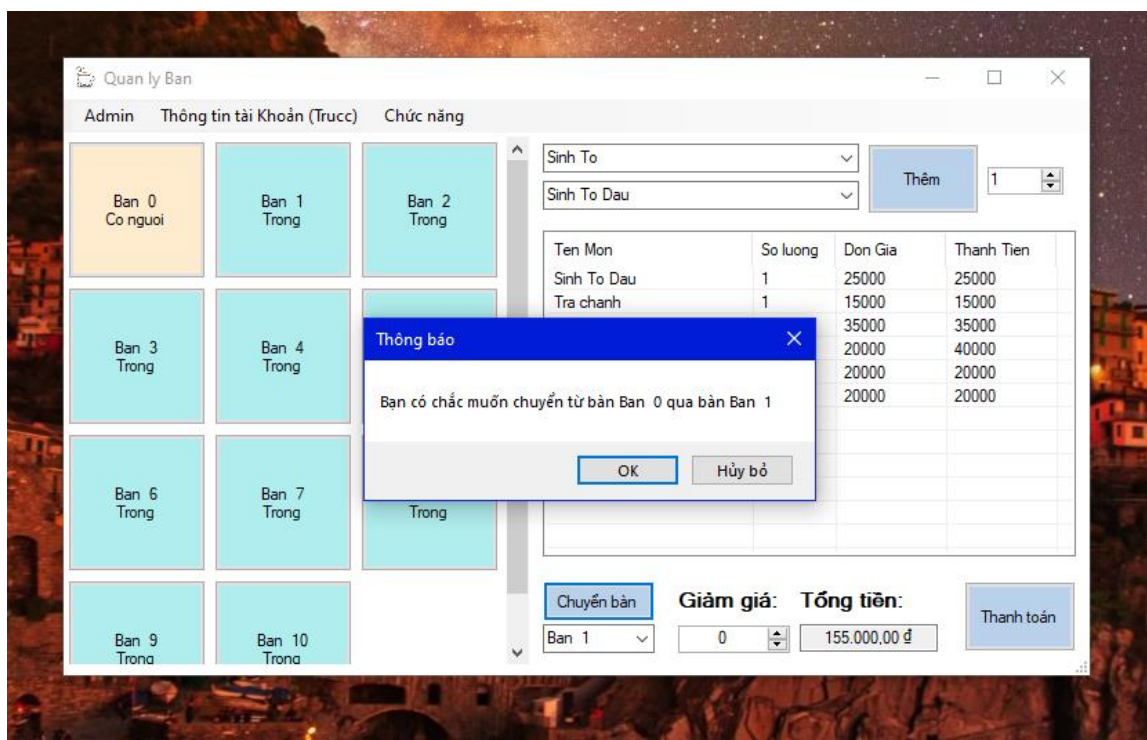 Quan ly Ban
Admin Thông tin tài Khoản (Trucc) Chức năng
Ban 0
Co nguoi
Ban 1
Trong
Ban 2
Trong
Ban 3
Trong
Ban 4
Trong
Ban 6
Trong
Ban 7
Trong
Trong
Ban 9
Trong
Ban 10
Trong
Sinh To
Sinh To Dau
Thêm
1
Ten Mon So luong Don Gia Thanh Tien
Sinh To Dau 1 25000 25000
Tra chanh 1 15000 15000
35000 35000
20000 40000
20000 20000
20000 20000
Thông báo
Bạn có chắc muốn chuyển từ bàn Ban 0 qua bàn Ban 1
OK Hủy bỏ
Chuyển bàn Giảm giá: Tổng tiền:
Ban 1 0 155.000,00 ₫
Thanh toán